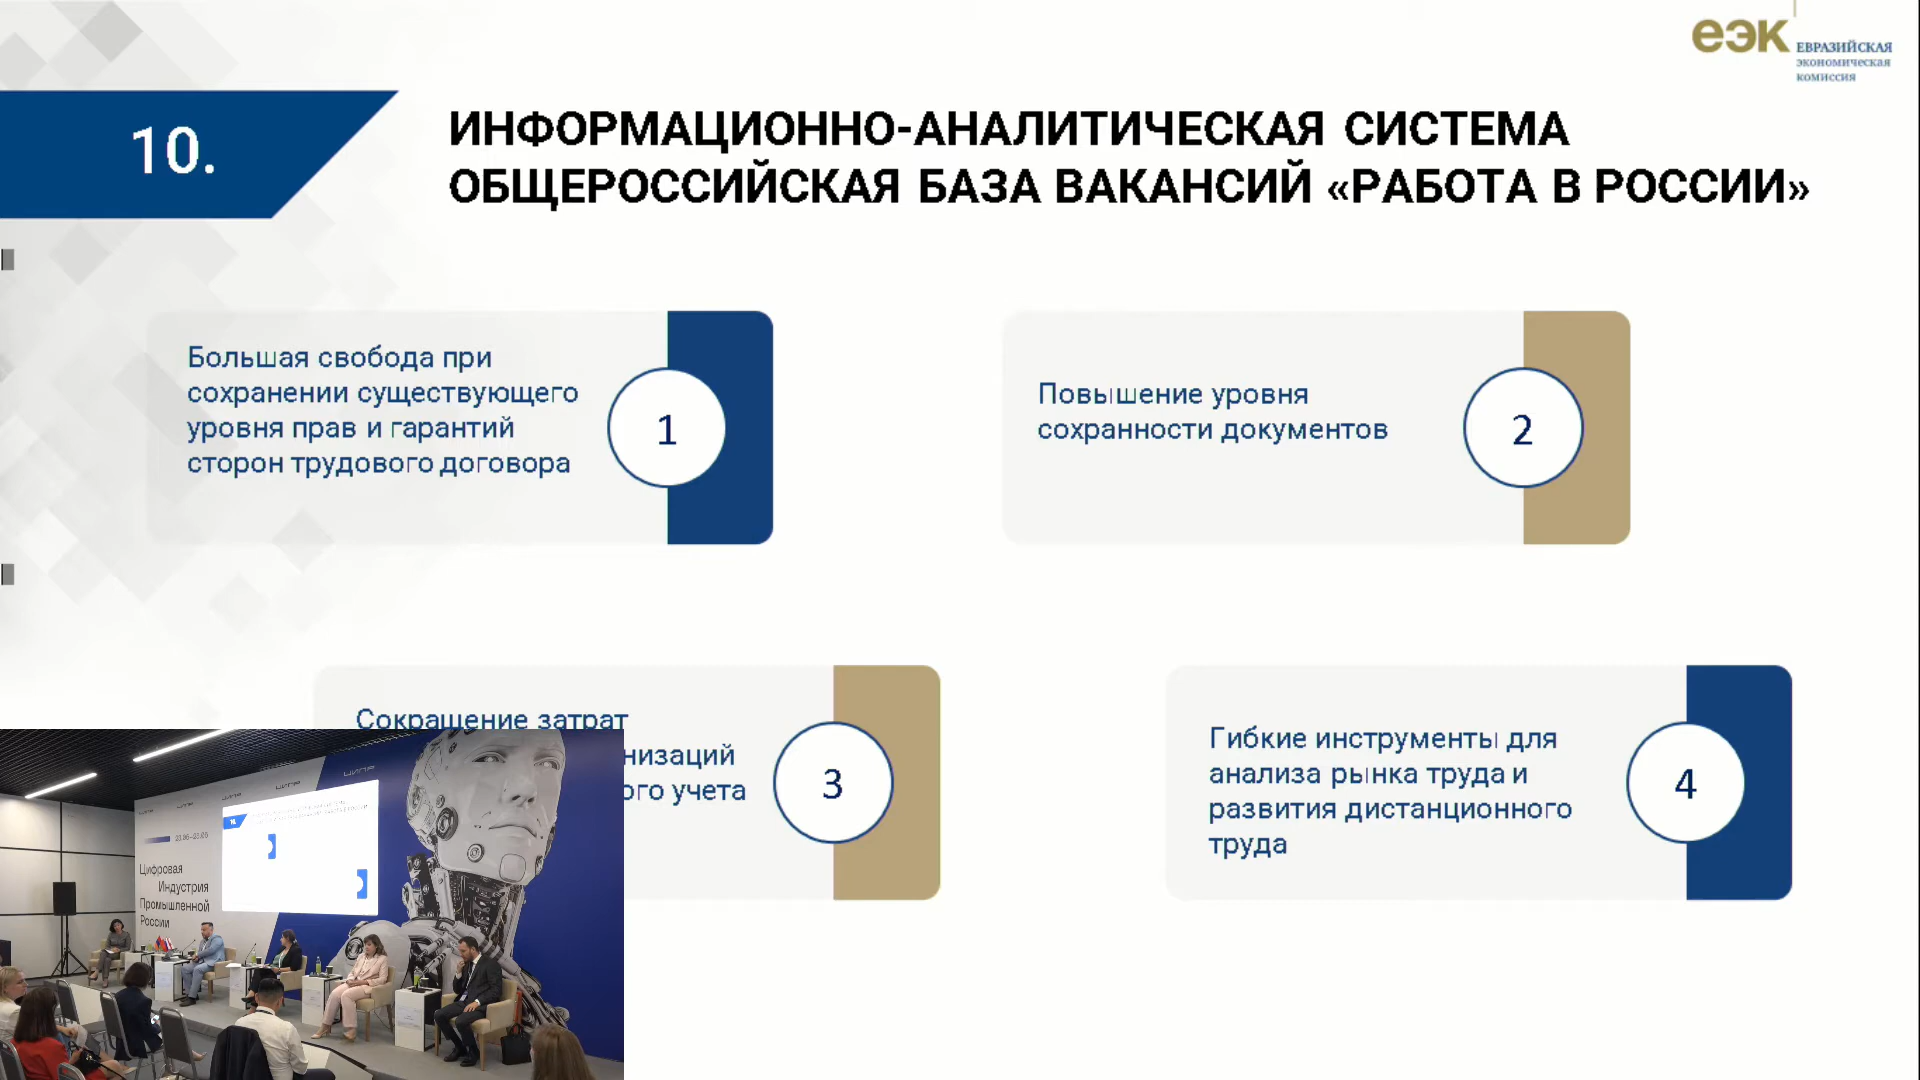 еэк
ЕВРАЗИЙСКАЯ
экономическая
комиссия
10.
ИНФОРМАЦИОННО-АНАЛИТИЧЕСКАЯ СИСТЕМА
ОБЩЕРОССИЙСКАЯ БАЗА ВАКАНСИЙ «РАБОТА В РОССИИ»
Большая свобода при
сохранении существующего
уровня прав и гарантий
сторон трудового договора
1
Повышение уровня
сохранности документов
2
Сокращение затрат
низаций
ого учета
3
Гибкие инструменты для
анализа рынка труда и
развития дистанционного
труда
4
ЦИПР
Цифровая
Индустрия
Промышленной
России